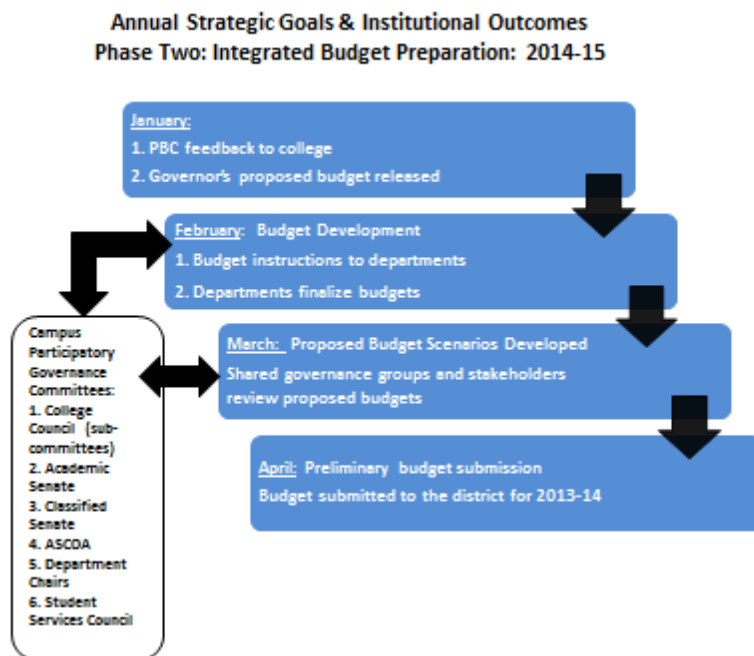 Annual Strategic Goals & Institutional Outcomes
Phase Two: Integrated Budget Preparation: 2014-15
January:
1. PBC feedback to college
2. Governor's proposed budget released
February: Budget Development
1. Budget instructions to departments
2. Departments finalize budgets
March: Proposed Budget Scenarios Developed
Shared governance groups and stakeholders
review proposed budgets
April: Preliminary budget submission
Budget submitted to the district for 2013-14
Campus
Participatory
Governance
Committees:
1. College
Council (sub-
committees)
2. Academic
Senate
3. Classified
Senate
4. ASCOA
5. Department
Chairs
6. Student
Services Council